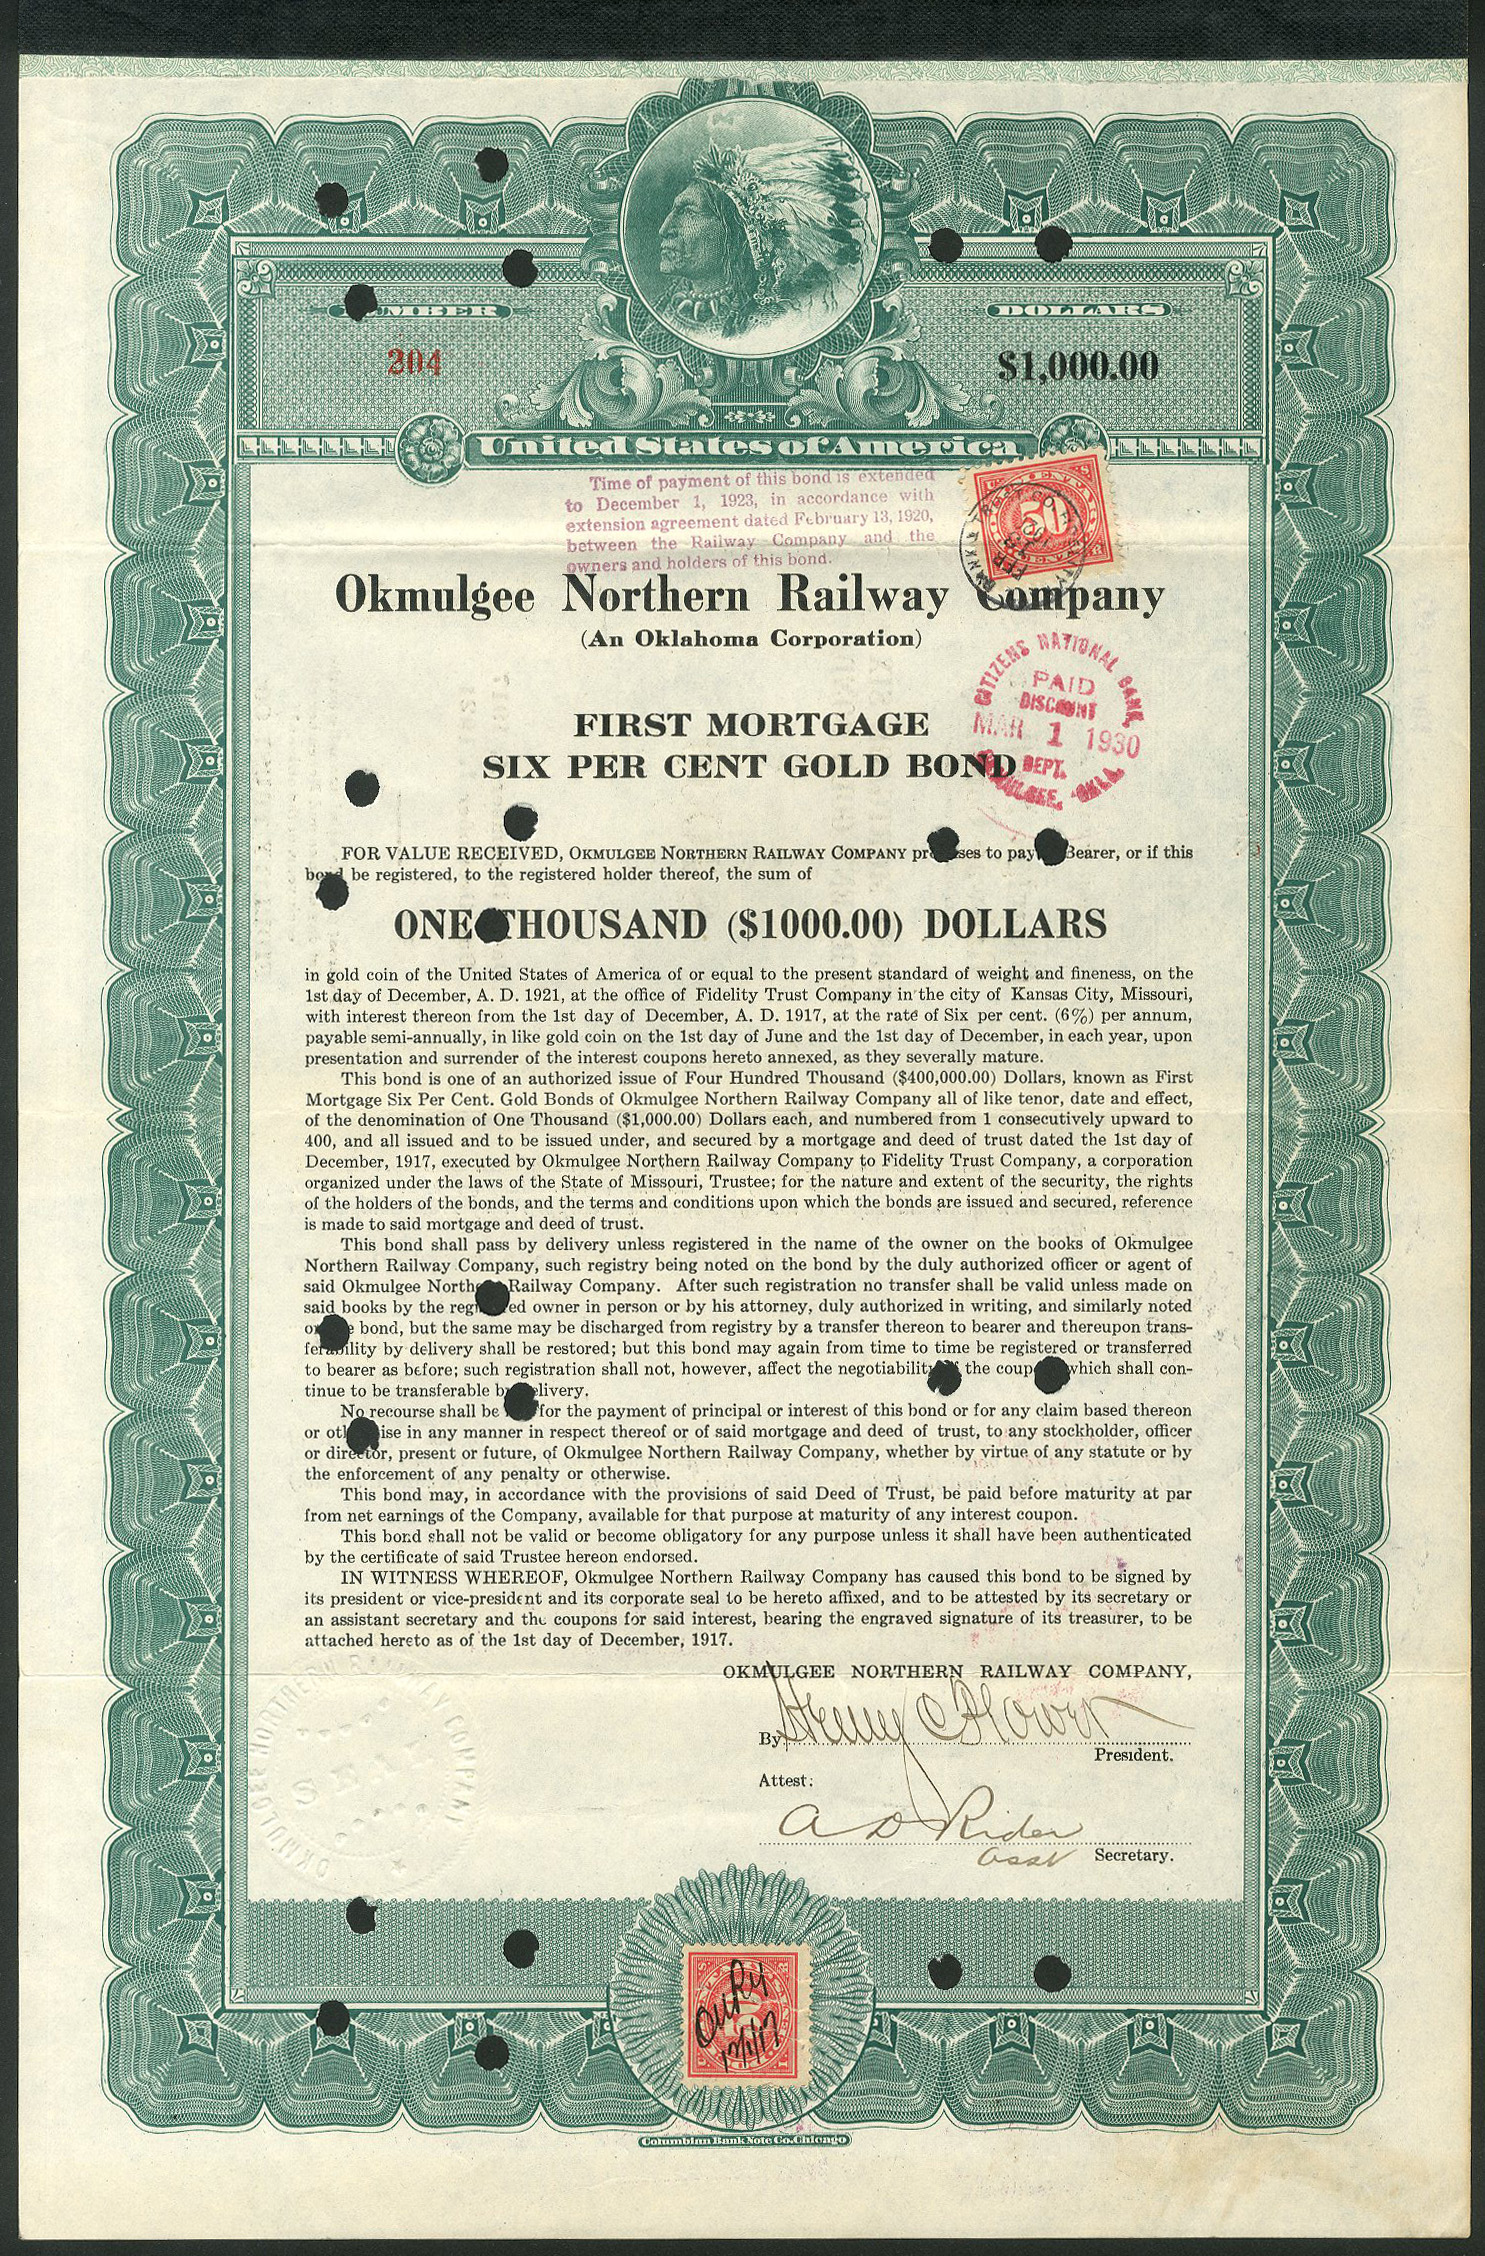 NUMBER
DOLLARS
304
$1,000.00
United States of America
Time of payment of this bond is extended
to December 1, 1923, in accordance with
extension agreement dated February 13, 1920,
between the Railway Company and the
owners and holders of this bond.
50
FEB
Okmulgee Northern Railway Company
(An Oklahoma Corporation)
CITIZENS NATIONAL BANK
PAID
DISCOUNT
MAR 1 1930
DEPT.
OKMULGEE, OKLA.
FIRST MORTGAGE
SIX PER CENT GOLD BOND
FOR VALUE RECEIVED, OKMULGEE NORTHERN RAILWAY COMPANY promises to pay Bearer, or if this
bond be registered, to the registered holder thereof, the sum of
ONE THOUSAND ($1000.00) DOLLARS
in gold coin of the United States of America of or equal to the present standard of weight and fineness, on the
1st day of December, A. D. 1921, at the office of Fidelity Trust Company in the city of Kansas City, Missouri,
with interest thereon from the 1st day of December, A. D. 1917, at the rate of Six per cent. (6%) per annum,
payable semi-annually, in like gold coin on the 1st day of June and the 1st day of December, in each year, upon
presentation and surrender of the interest coupons hereto annexed, as they severally mature.
This bond is one of an authorized issue of Four Hundred Thousand ($400,000.00) Dollars, known as First
Mortgage Six Per Cent. Gold Bonds of Okmulgee Northern Railway Company all of like tenor, date and effect,
of the denomination of One Thousand ($1,000.00) Dollars each, and numbered from 1 consecutively upward to
400, and all issued and to be issued under, and secured by a mortgage and deed of trust dated the 1st day of
December, 1917, executed by Okmulgee Northern Railway Company to Fidelity Trust Company, a corporation
organized under the laws of the State of Missouri, Trustee; for the nature and extent of the security, the rights
of the holders of the bonds, and the terms and conditions upon which the bonds are issued and secured, reference
is made to said mortgage and deed of trust.
This bond shall pass by delivery unless registered in the name of the owner on the books of Okmulgee
Northern Railway Company, such registry being noted on the bond by the duly authorized officer or agent of
said Okmulgee Northern Railway Company. After such registration no transfer shall be valid unless made on
said books by the registered owner in person or by his attorney, duly authorized in writing, and similarly noted
on the bond, but the same may be discharged from registry by a transfer thereon to bearer and thereupon trans-
ferability by delivery shall be restored; but this bond may again from time to time be registered or transferred
to bearer as before; such registration shall not, however, affect the negotiability of the coupons which shall con-
tinue to be transferable by delivery.
No recourse shall be for the payment of principal or interest of this bond or for any claim based thereon
or otherwise in any manner in respect thereof or of said mortgage and deed of trust, to any stockholder, officer
or director, present or future, of Okmulgee Northern Railway Company, whether by virtue of any statute or by
the enforcement of any penalty or otherwise.
This bond may, in accordance with the provisions of said Deed of Trust, be paid before maturity at par
from net earnings of the Company, available for that purpose at maturity of any interest coupon.
This bond shall not be valid or become obligatory for any purpose unless it shall have been authenticated
by the certificate of said Trustee hereon endorsed.
IN WITNESS WHEREOF, Okmulgee Northern Railway Company has caused this bond to be signed by
its president or vice-president and its corporate seal to be hereto affixed, and to be attested by its secretary or
an assistant secretary and the coupons for said interest, bearing the engraved signature of its treasurer, to be
attached hereto as of the 1st day of December, 1917.
OKMULGEE NORTHERN RAILWAY COMPANY,
By
President.
Attest:
A D Rider
Asst Secretary.
OKMULGEE NORTHERN RAILWAY COMPANY
SEAL
Columbian Bank Note Co. Chicago